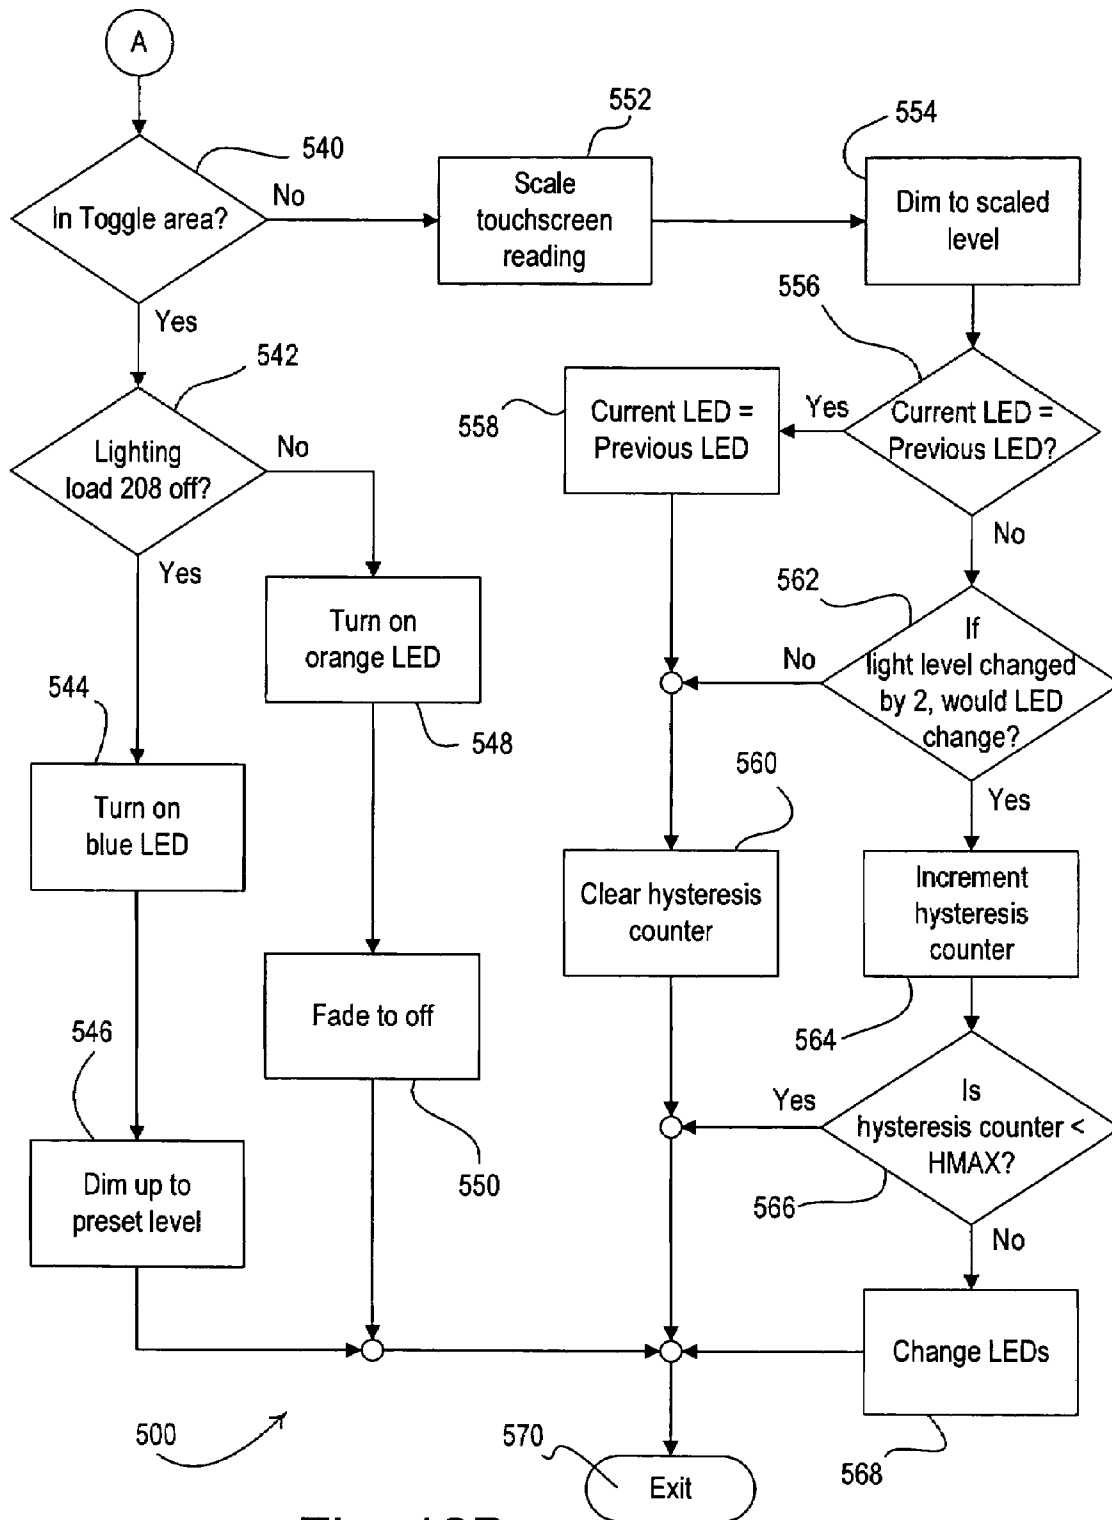 A
540
In Toggle area?
No
Yes
552
Scale
touchscreen
reading
554
Dim to scaled
level
556
Current LED =
Previous LED?
Yes
No
558
Current LED =
Previous LED
542
Lighting
load 208 off?
No
Yes
562
If
light level changed
by 2, would LED
change?
No
Yes
Turn on
orange LED
548
544
Turn on
blue LED
560
Clear hysteresis
counter
Increment
hysteresis
counter
564
Fade to off
550
546
Dim up to
preset level
Is
hysteresis counter <
HMAX?
Yes
566
No
Change LEDs
568
500
570
Exit